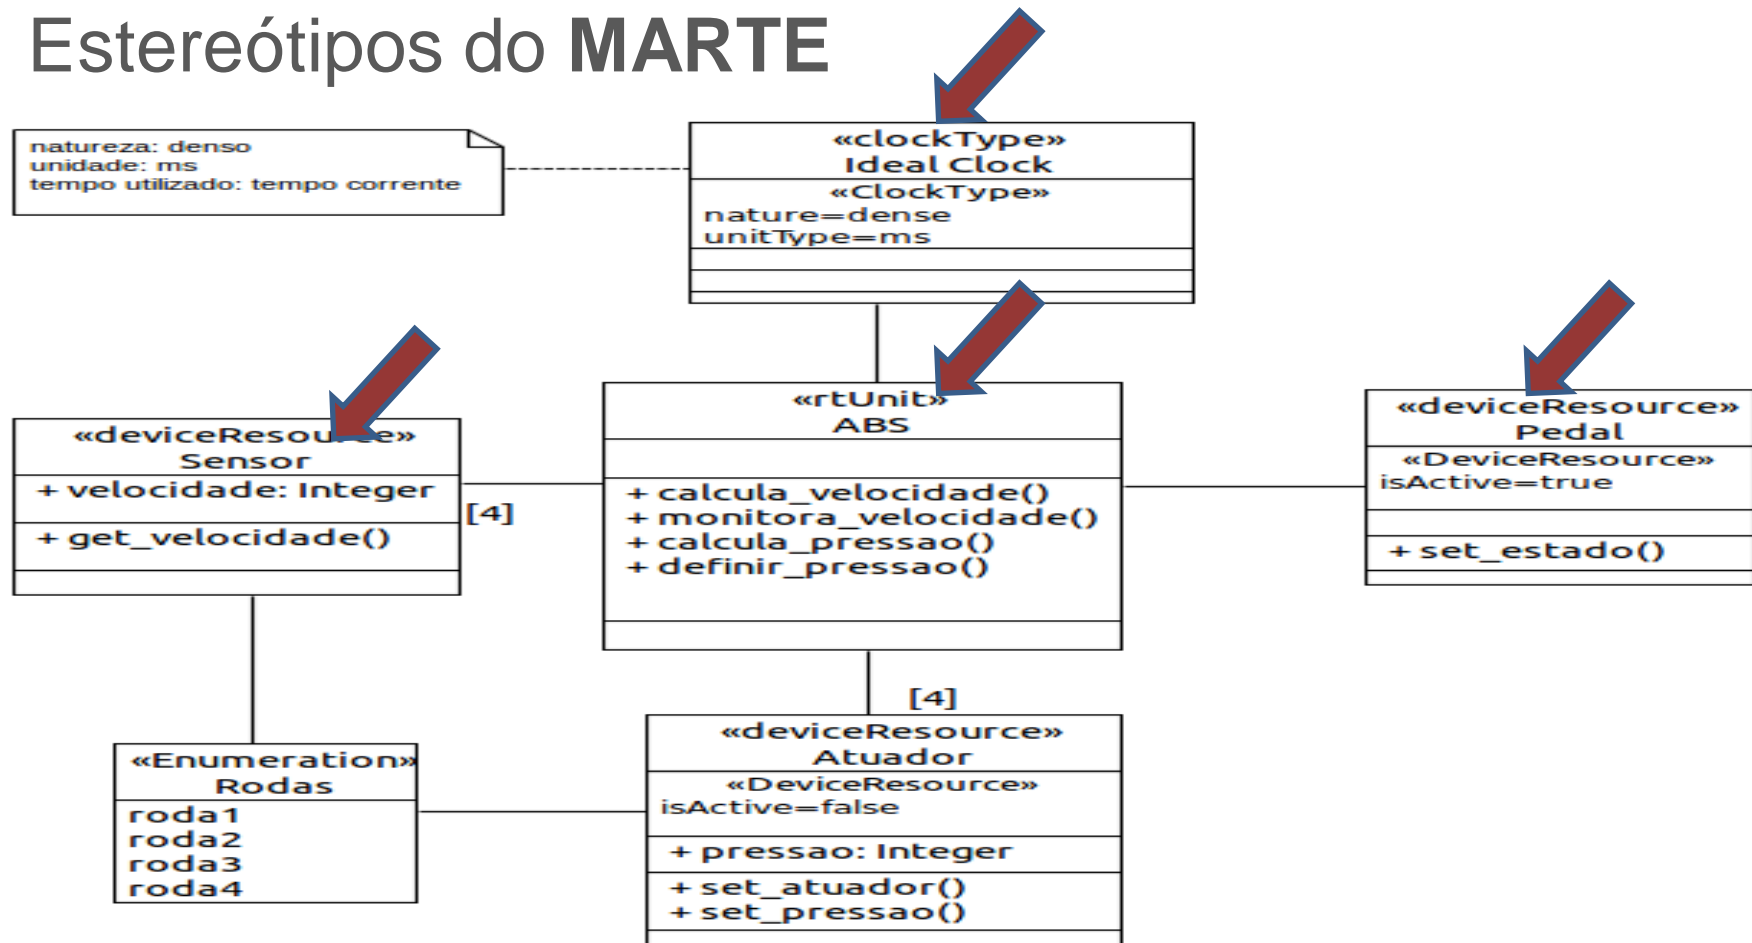 Estereótipos do MARTE
natureza: denso
unidade: ms
tempo utilizado: tempo corrente
«clockType»
Ideal Clock
«ClockType»
nature=dense
unitType=ms
«deviceResource»
Sensor
+ velocidade: Integer
+ get_velocidade()
[4]
«rtUnit»
ABS
+ calcula_velocidade()
+ monitora_velocidade()
+ calcula_pressao()
+ definir_pressao()
«deviceResource»
Pedal
«DeviceResource»
isActive=true
+ set_estado()
[4]
«Enumeration»
Rodas
roda1
roda2
roda3
roda4
«deviceResource»
Atuador
«DeviceResource»
isActive=false
+ pressao: Integer
+ set_atuador()
+ set_pressao()